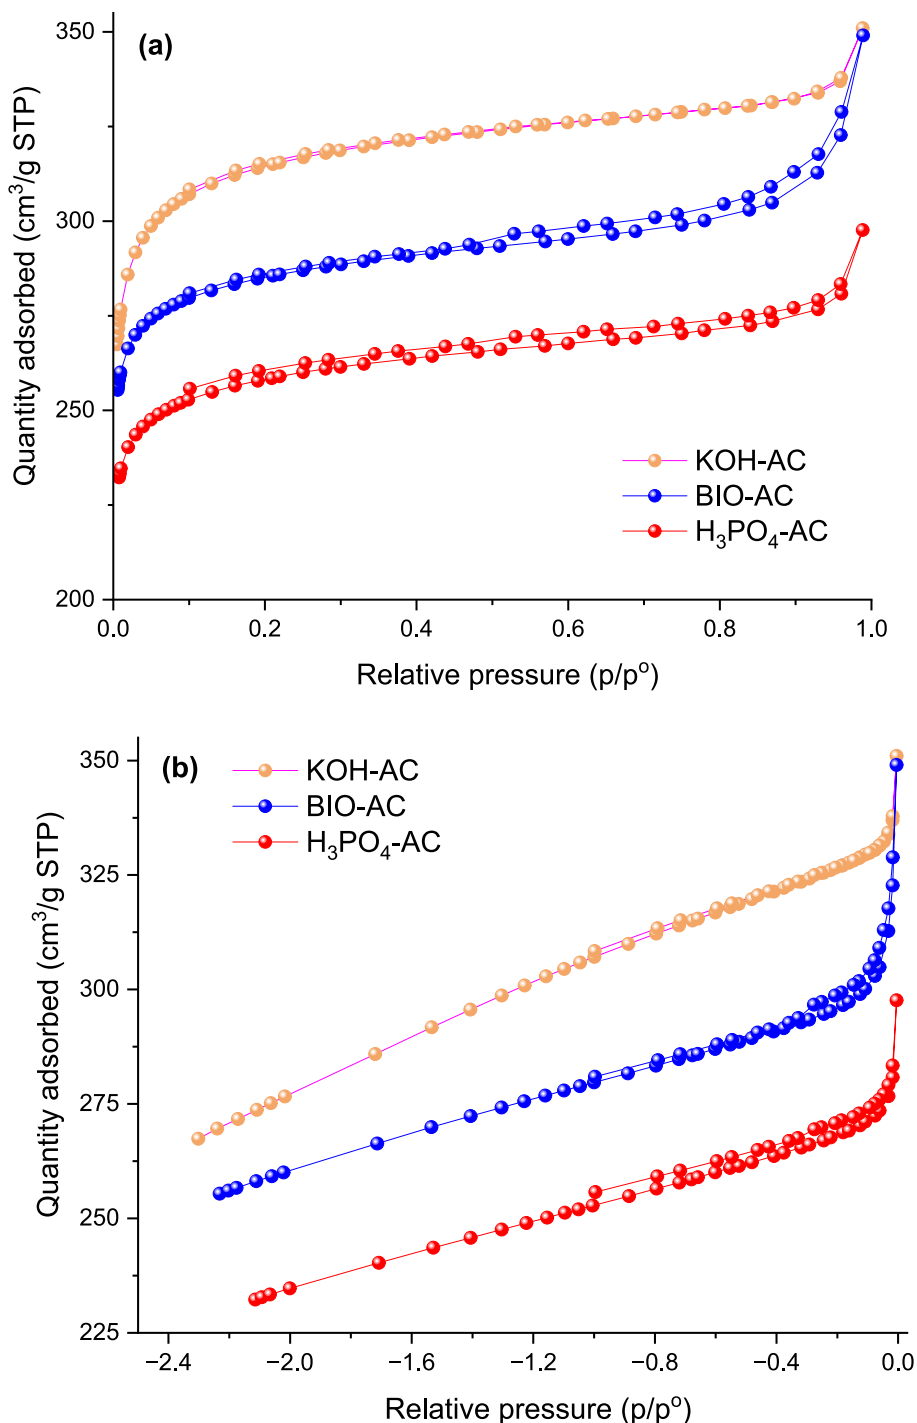 (a)
Quantity adsorbed (cm³/g STP)
350
300
250
200
KOH-AC
BIO-AC
H₃PO₄-AC
0.0 0.2 0.4 0.6 0.8 1.0
Relative pressure (p/pº)
(b)
Quantity adsorbed (cm³/g STP)
350
325
300
275
250
225
KOH-AC
BIO-AC
H₃PO₄-AC
−2.4 −2.0 −1.6 −1.2 −0.8 −0.4 0.0
Relative pressure (p/pº)